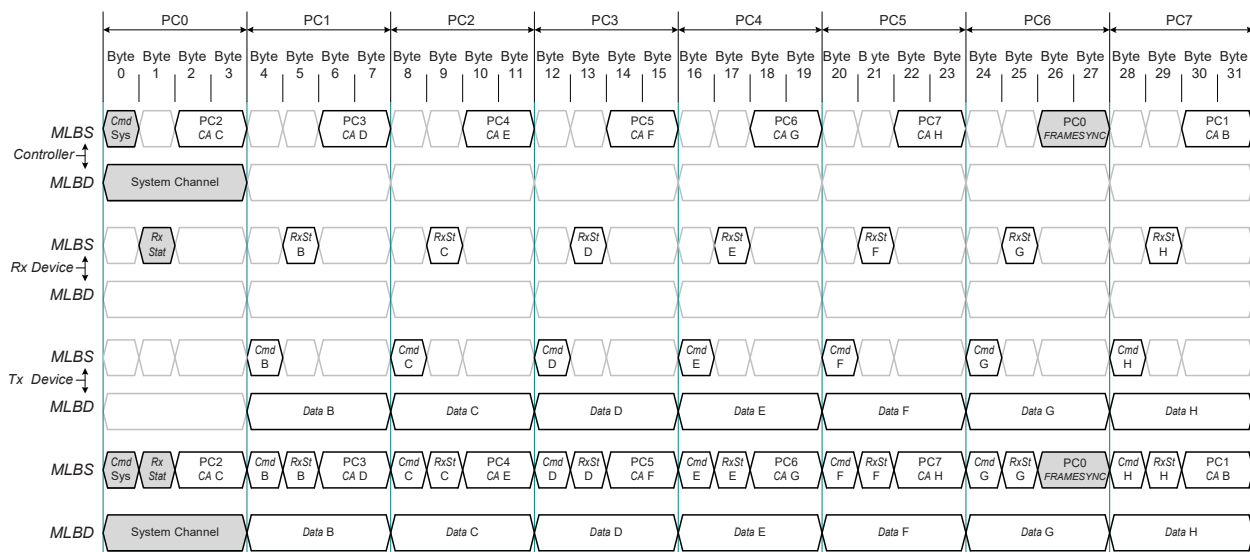 PC0 PC1 PC2 PC3 PC4 PC5 PC6 PC7
Byte Byte Byte Byte Byte Byte Byte Byte Byte Byte Byte Byte Byte Byte Byte Byte Byte Byte Byte Byte Byte Byte Byte Byte Byte Byte Byte Byte Byte Byte Byte Byte
0 1 2 3 4 5 6 7 8 9 10 11 12 13 14 15 16 17 18 19 20 21 22 23 24 25 26 27 28 29 30 31
Cmd PC2 PC3 PC4 PC5 PC6 PC7 PC0 PC1
MLBS Sys CA C CA D CA E CA F CA G CA H FRAMESYNC CA B
Controller
MLBD System Channel
Rx RxSt RxSt RxSt RxSt RxSt RxSt RxSt
MLBS Stat B C D E F G H
Rx Device
MLBD
Cmd Cmd Cmd Cmd Cmd Cmd Cmd
MLBS B C D E F G H
Tx Device
MLBD Data B Data C Data D Data E Data F Data G Data H
Cmd Rx PC2 Cmd RxSt PC3 Cmd RxSt PC4 Cmd RxSt PC5 Cmd RxSt PC6 Cmd RxSt PC7 Cmd RxSt PC0 Cmd RxSt PC1
MLBS Sys Stat CA C B B CA D C C CA E D D CA F E E CA G F F CA H G G FRAMESYNC H H CA B
MLBD System Channel Data B Data C Data D Data E Data F Data G Data H